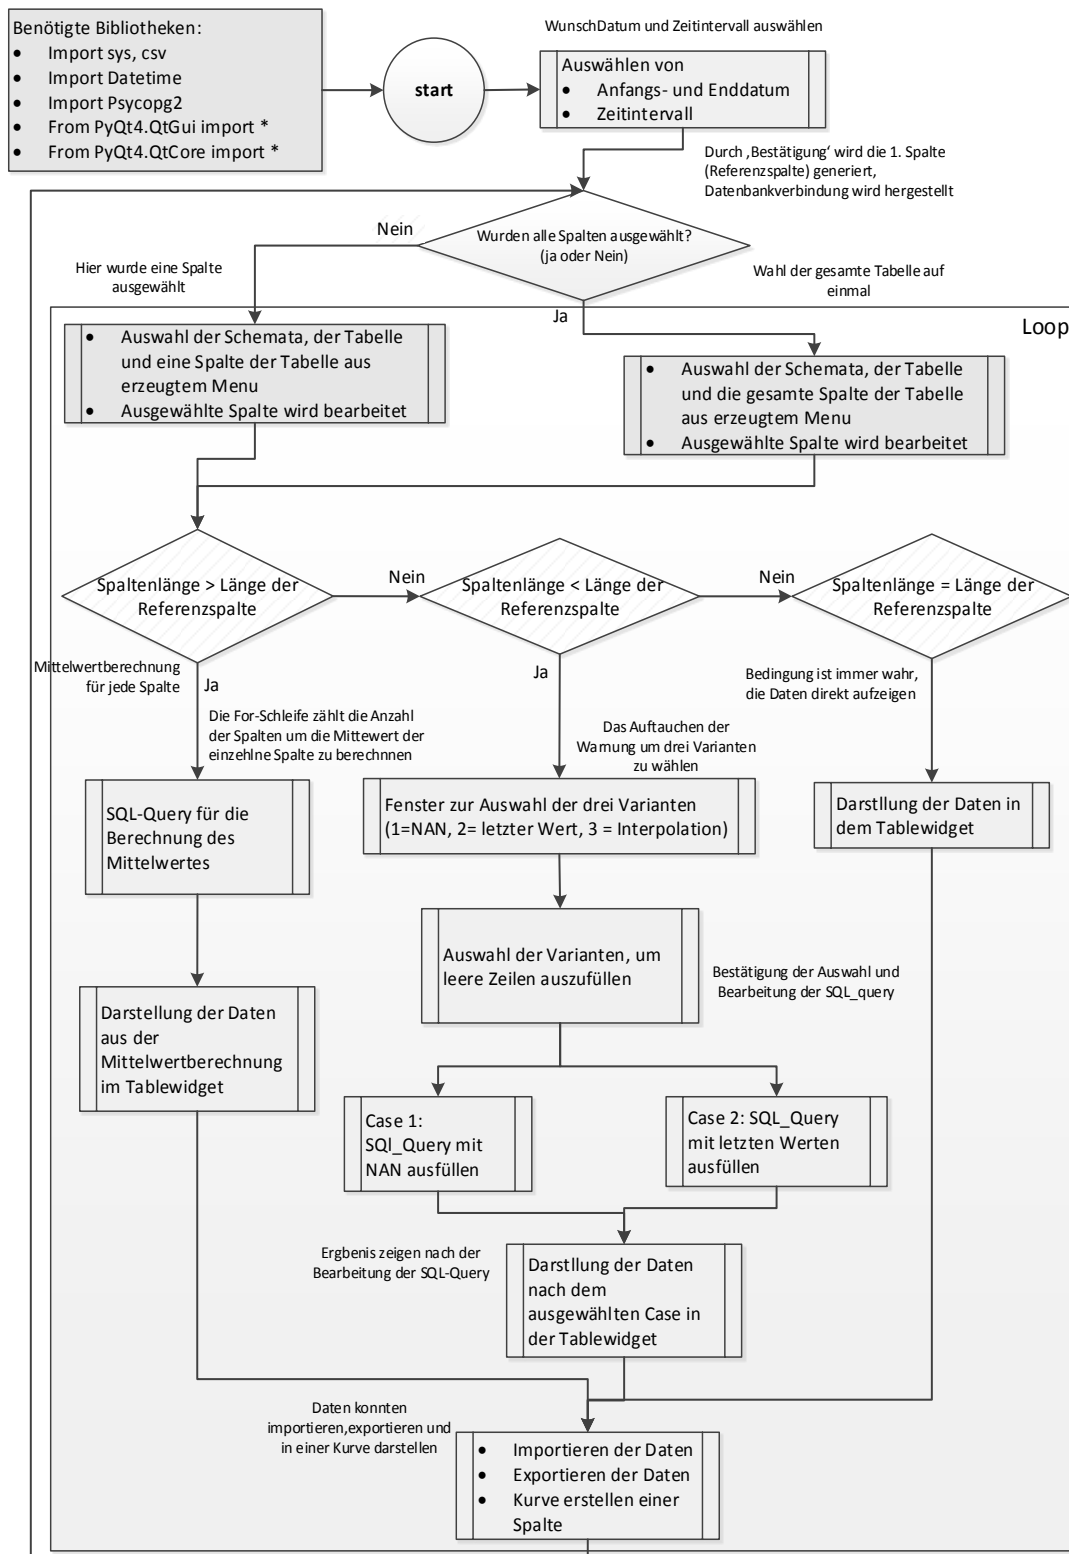 Benötigte Bibliotheken:
• Import sys, csv
• Import Datetime
• Import Psycopg2
• From PyQt4.QtGui import *
• From PyQt4.QtCore import *
start
WunschDatum und Zeitintervall auswählen
Auswählen von
• Anfangs- und Enddatum
• Zeitintervall
Durch ‚Bestätigung‘ wird die 1. Spalte
(Referenzspalte) generiert,
Datenbankverbindung wird hergestellt
Wurden alle Spalten ausgewählt?
(ja oder Nein)
Nein
Hier wurde eine Spalte
ausgewählt
Wahl der gesamte Tabelle auf
einmal
Ja
Loop
• Auswahl der Schemata, der Tabelle
und eine Spalte der Tabelle aus
erzeugtem Menu
• Ausgewählte Spalte wird bearbeitet
• Auswahl der Schemata, der Tabelle
und die gesamte Spalte der Tabelle
aus erzeugtem Menu
• Ausgewählte Spalte wird bearbeitet
Spaltenlänge > Länge der
Referenzspalte
Nein
Spaltenlänge < Länge der
Referenzspalte
Nein
Spaltenlänge = Länge der
Referenzspalte
Mittelwertberechnung
für jede Spalte
Ja
Die For-Schleife zählt die Anzahl
der Spalten um die Mittewert der
einzehlne Spalte zu berechnnen
Ja
Das Auftauchen der
Warnung um drei Varianten
zu wählen
Bedingung ist immer wahr,
die Daten direkt aufzeigen
SQL-Query für die
Berechnung des
Mittelwertes
Fenster zur Auswahl der drei Varianten
(1=NAN, 2= letzter Wert, 3 = Interpolation)
Darstllung der Daten in
dem Tablewidget
Auswahl der Varianten, um
leere Zeilen auszufüllen
Bestätigung der Auswahl und
Bearbeitung der SQL_query
Darstellung der Daten
aus der
Mittelwertberechnung
im Tablewidget
Case 1:
SQl_Query mit
NAN ausfüllen
Case 2: SQL_Query
mit letzten Werten
ausfüllen
Ergbenis zeigen nach der
Bearbeitung der SQL-Query
Darstllung der Daten
nach dem
ausgewählten Case in
der Tablewidget
Daten konnten
importieren,exportieren und
in einer Kurve darstellen
• Importieren der Daten
• Exportieren der Daten
• Kurve erstellen einer
Spalte